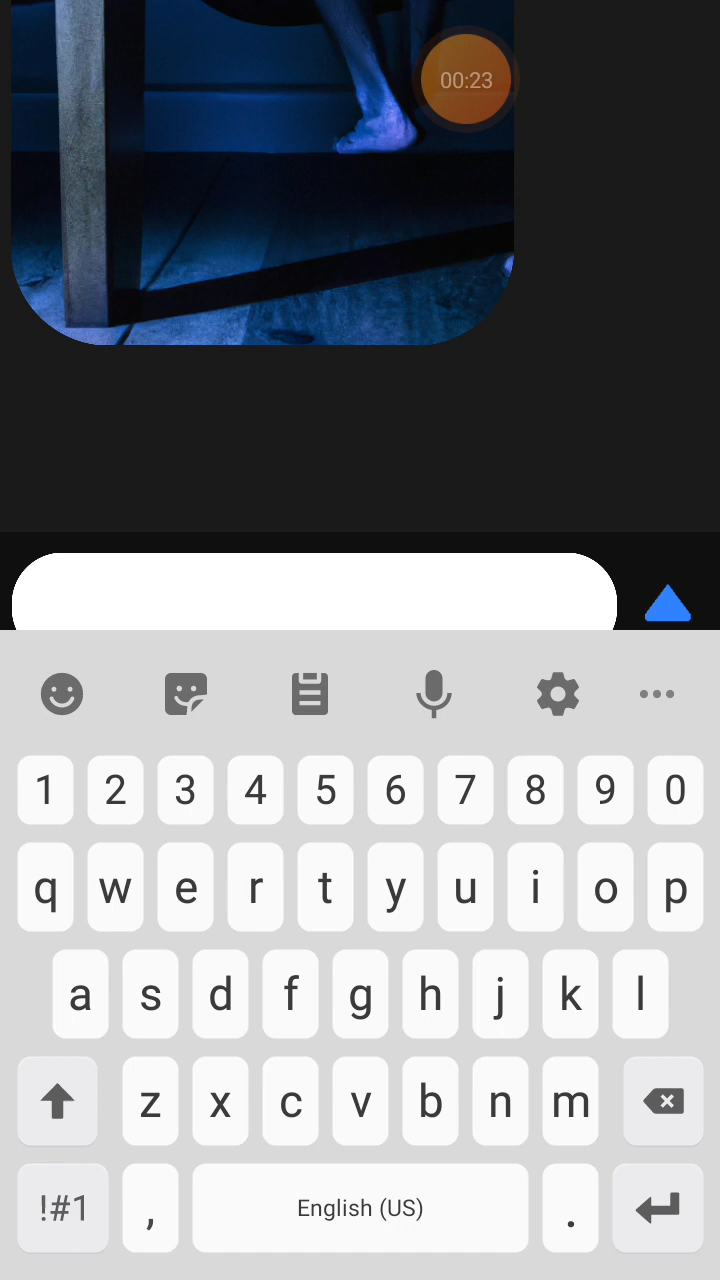 00:23
1 2 3 4 5 6 7 8 9 0
q w e r t y u i o p
a s d f g h j k l
z x c v b n m
!#1 , English (US) .